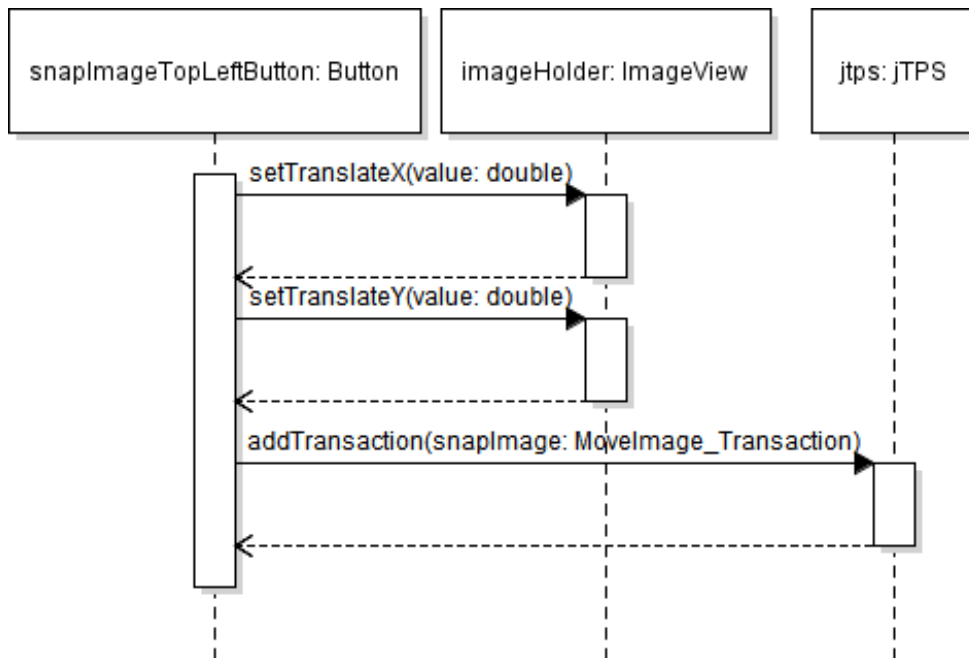 snapImageTopLeftButton: Button
imageHolder: ImageView
jtps: jTPS
setTranslateX(value: double)
setTranslateY(value: double)
addTransaction(snapImage: MoveImage_Transaction)